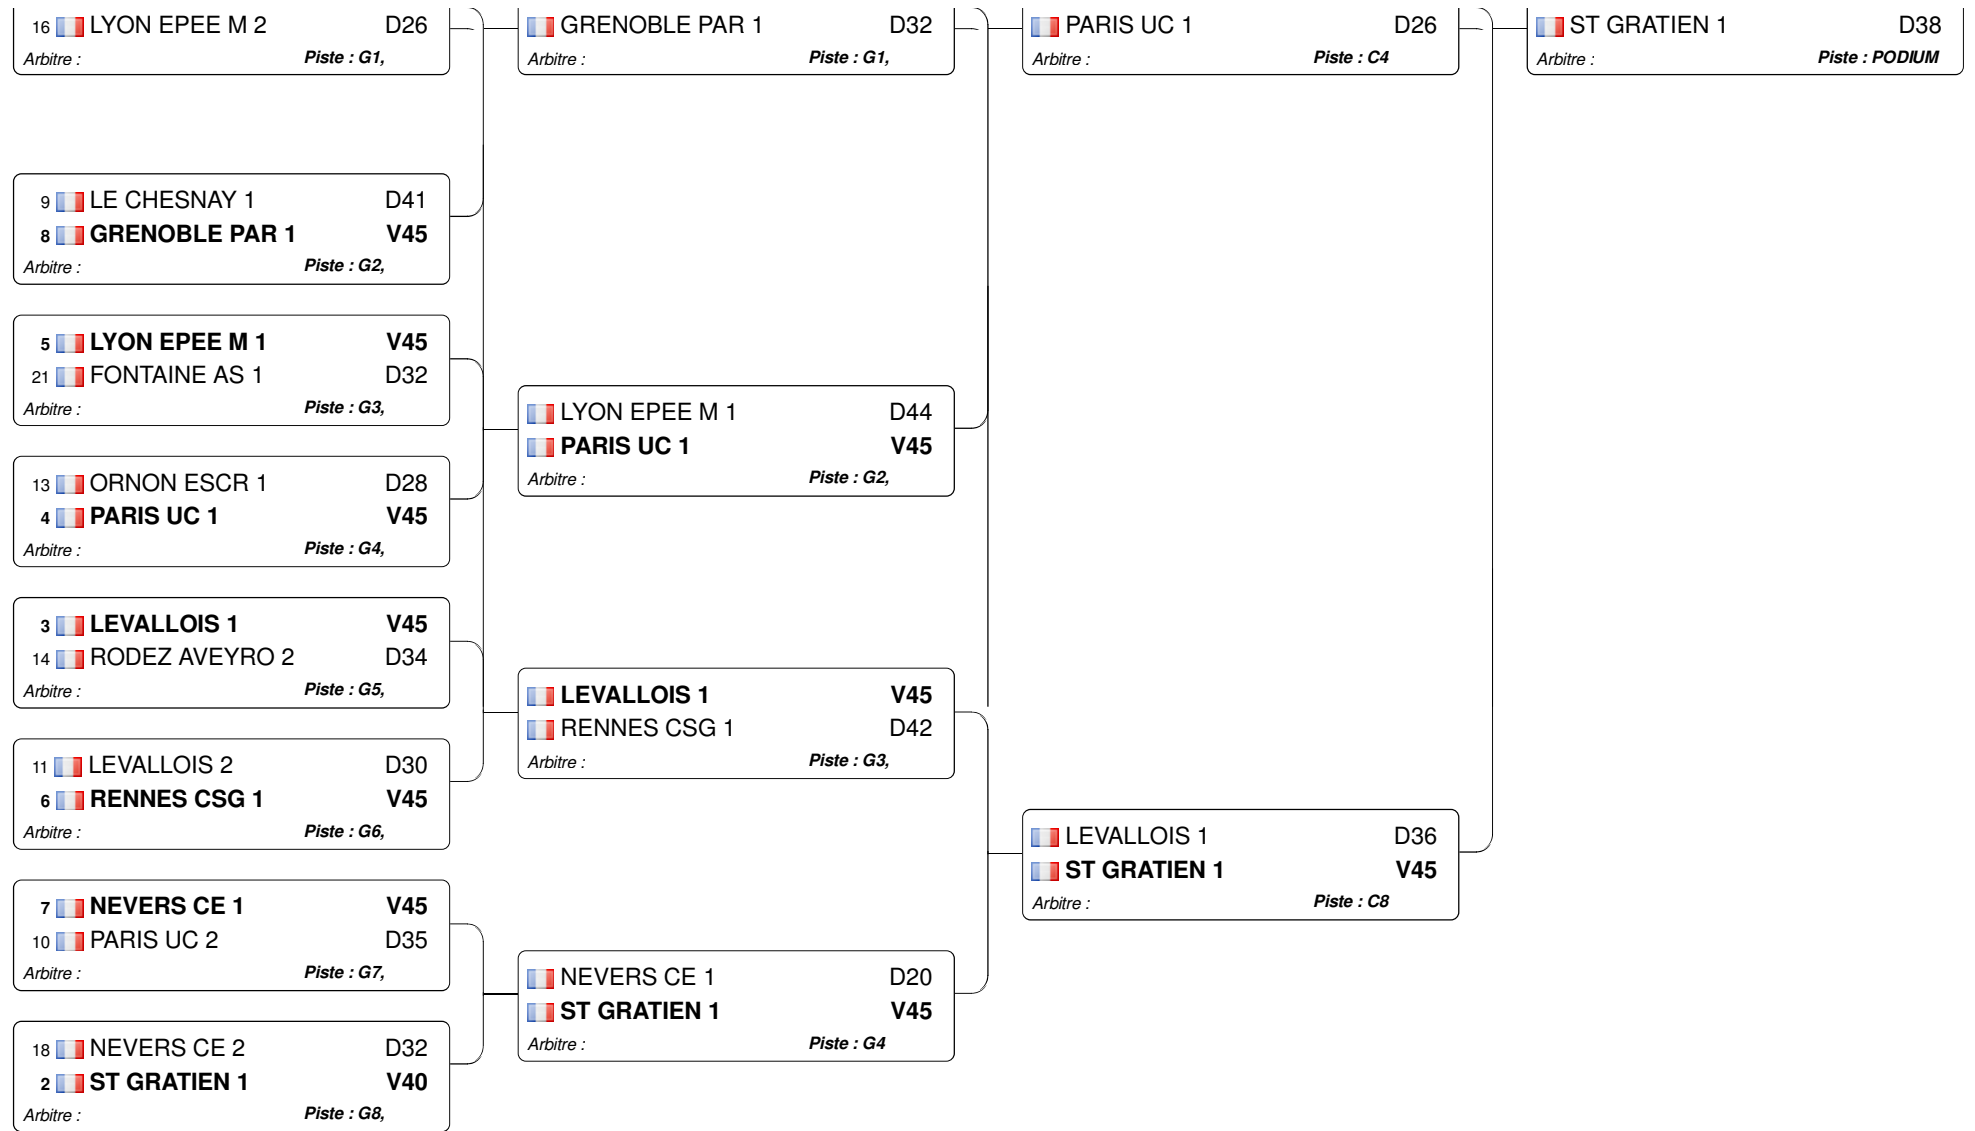 16 LYON EPEE M 2 D26
Arbitre : Piste : G1,
9 LE CHESNAY 1 D41
8 GRENOBLE PAR 1 V45
Arbitre : Piste : G2,
5 LYON EPEE M 1 V45
21 FONTAINE AS 1 D32
Arbitre : Piste : G3,
13 ORNON ESCR 1 D28
4 PARIS UC 1 V45
Arbitre : Piste : G4,
3 LEVALLOIS 1 V45
14 RODEZ AVEYRO 2 D34
Arbitre : Piste : G5,
11 LEVALLOIS 2 D30
6 RENNES CSG 1 V45
Arbitre : Piste : G6,
7 NEVERS CE 1 V45
10 PARIS UC 2 D35
Arbitre : Piste : G7,
18 NEVERS CE 2 D32
2 ST GRATIEN 1 V40
Arbitre : Piste : G8,
GRENOBLE PAR 1 D32
Arbitre : Piste : G1,
LYON EPEE M 1 D44
PARIS UC 1 V45
Arbitre : Piste : G2,
LEVALLOIS 1 V45
RENNES CSG 1 D42
Arbitre : Piste : G3,
NEVERS CE 1 D20
ST GRATIEN 1 V45
Arbitre : Piste : G4
PARIS UC 1 D26
Arbitre : Piste : C4
LEVALLOIS 1 D36
ST GRATIEN 1 V45
Arbitre : Piste : C8
ST GRATIEN 1 D38
Arbitre : Piste : PODIUM